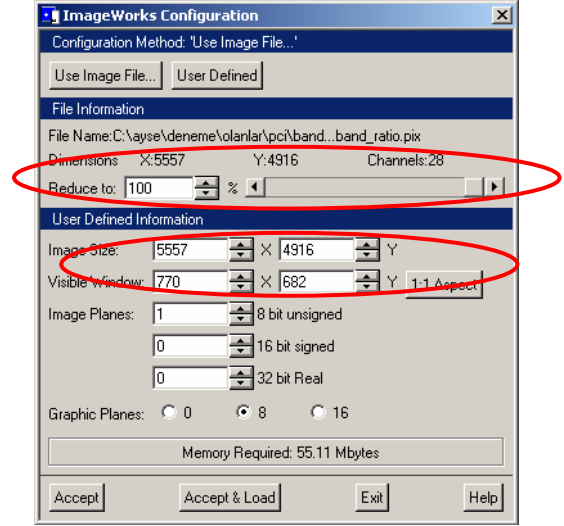 ImageWorks Configuration
Configuration Method: 'Use Image File...'
Use Image File... User Defined
File Information
File Name:C:\ayse\deneme\olanlar\pci\band...band_ratio.pix
Dimensions X:5557 Y:4916 Channels:28
Reduce to: 100 %
User Defined Information
Image Size: 5557 X 4916 Y
Visible Window: 770 X 682 Y 1:1 Aspect
Image Planes: 1 8 bit unsigned
0 16 bit signed
0 32 bit Real
Graphic Planes: 0 8 16
Memory Required: 55.11 Mbytes
Accept Accept & Load Exit Help